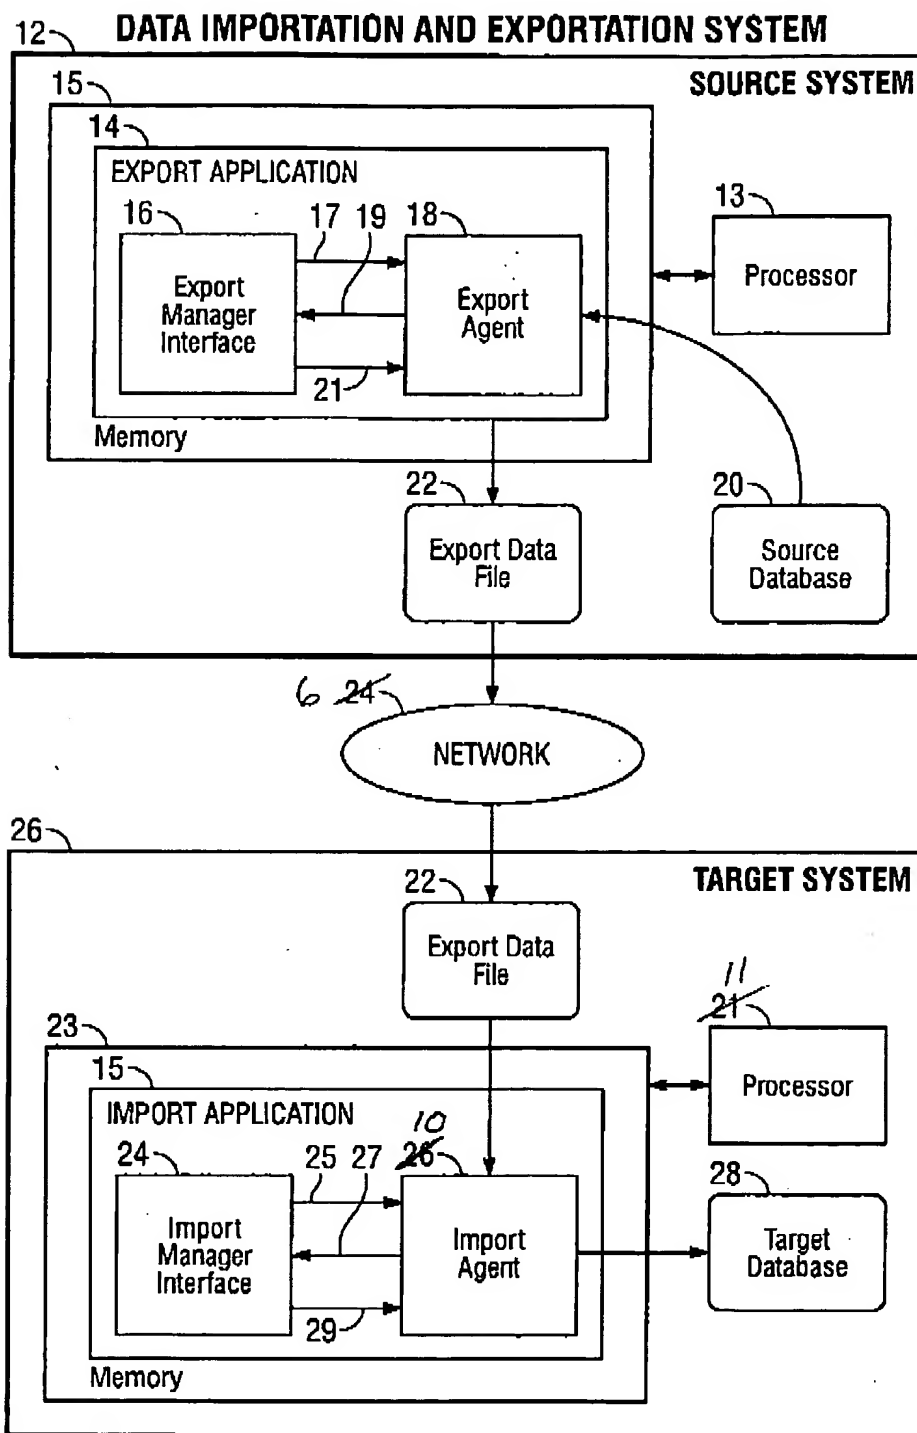 DATA IMPORTATION AND EXPORTATION SYSTEM
12
SOURCE SYSTEM
15
14
EXPORT APPLICATION
16
17
19
18
13
Export
Manager
Interface
Export
Agent
Processor
21
Memory
22
20
Export Data
File
Source
Database
6 24
NETWORK
26
TARGET SYSTEM
22
Export Data
File
11
21
23
15
Processor
IMPORT APPLICATION
10
24
25
27
26
28
Import
Manager
Interface
Import
Agent
Target
Database
29
Memory